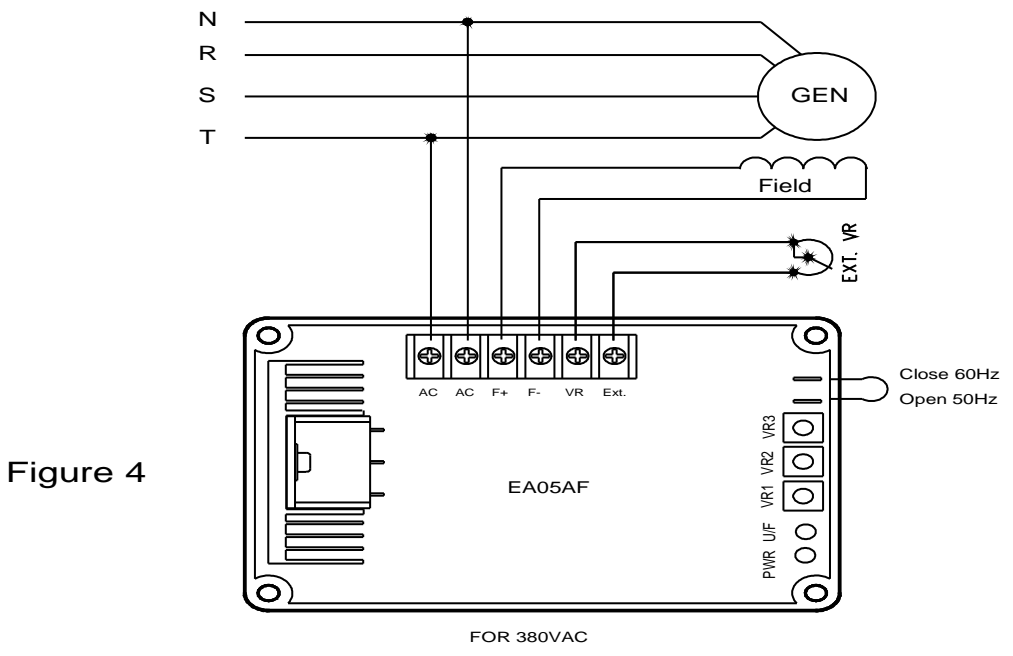 N
R
S
T
GEN
Field
EXT. VR
AC AC F+ F- VR Ext.
Close 60Hz
Open 50Hz
VR3
VR2
VR1
U/F
PWR
EA05AF
Figure 4
FOR 380VAC